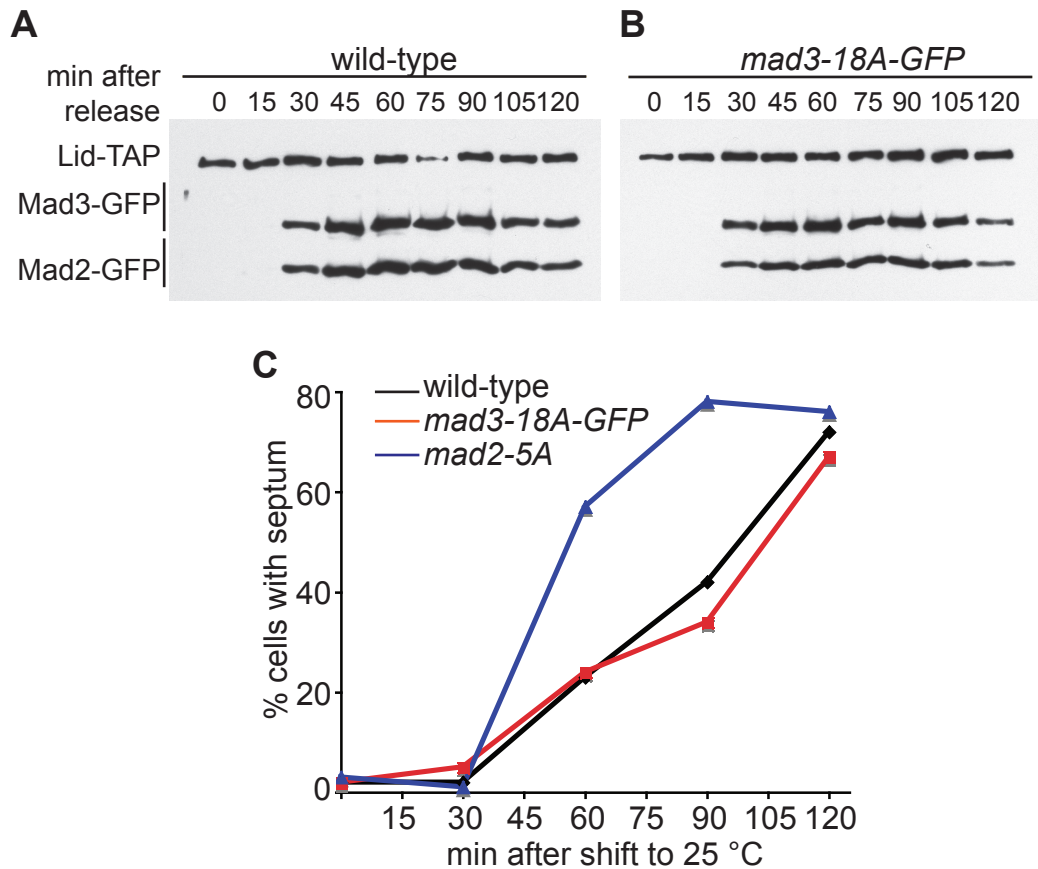 A
B
wild-type
mad3-18A-GFP
min after
release
0 15 30 45 60 75 90 105 120
0 15 30 45 60 75 90 105 120
Lid-TAP
Mad3-GFP
Mad2-GFP
C
wild-type
mad3-18A-GFP
mad2-5A
% cells with septum
80
60
40
20
0
15 30 45 60 75 90 105 120
min after shift to 25 °C